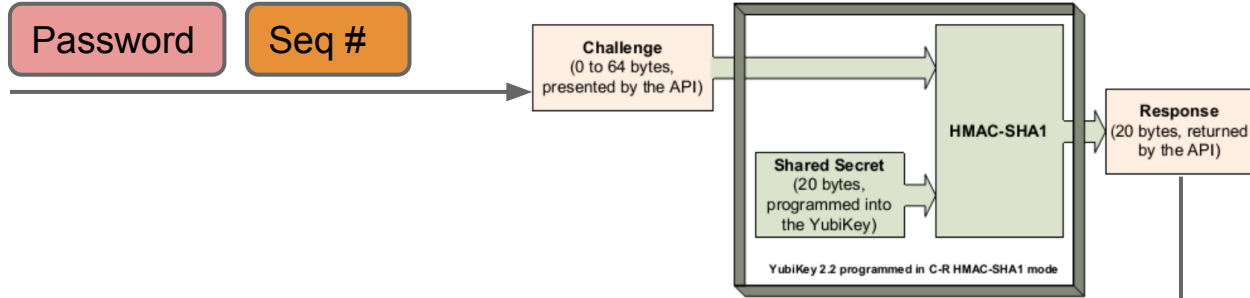 Password
Seq #
Challenge
(0 to 64 bytes,
presented by the API)
Shared Secret
(20 bytes,
programmed into
the YubiKey)
HMAC-SHA1
Response
(20 bytes, returned
by the API)
YubiKey 2.2 programmed in C-R HMAC-SHA1 mode